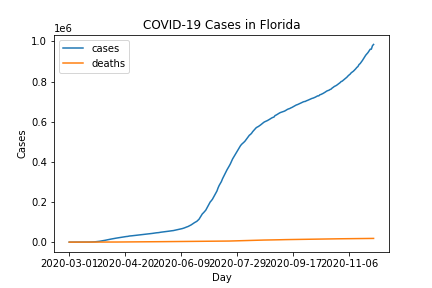 COVID-19 Cases in Florida
1e6
cases
deaths
1.0
0.8
0.6
0.4
0.2
0.0
Cases
2020-03-01 2020-04-20 2020-06-09 2020-07-29 2020-09-17 2020-11-06
Day